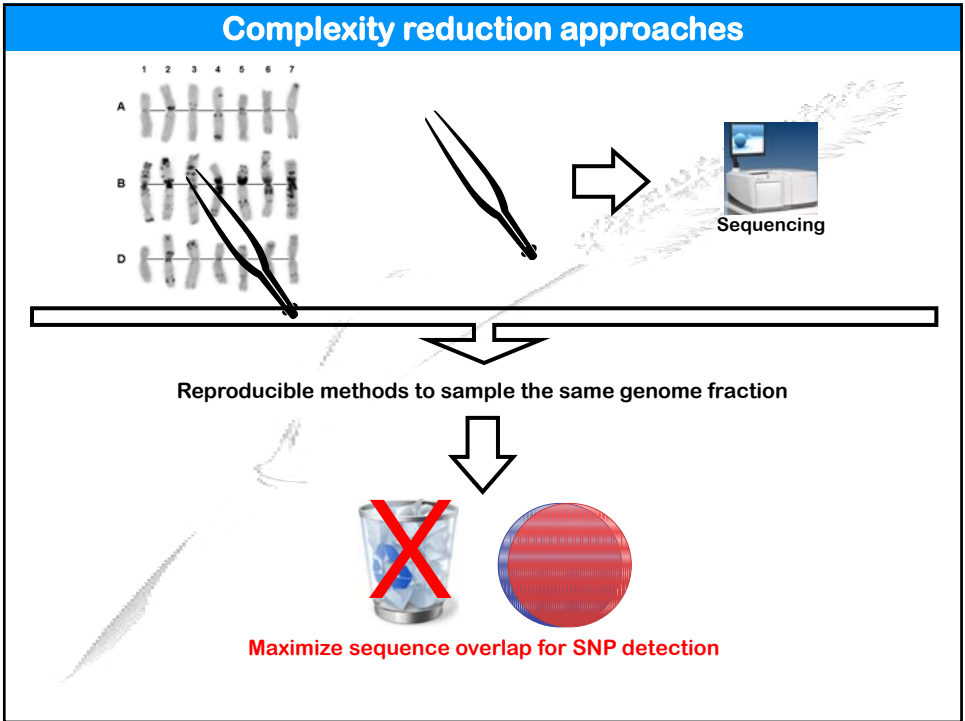 Complexity reduction approaches
1 2 3 4 5 6 7
A
B
D
Sequencing
Reproducible methods to sample the same genome fraction
X
Maximize sequence overlap for SNP detection